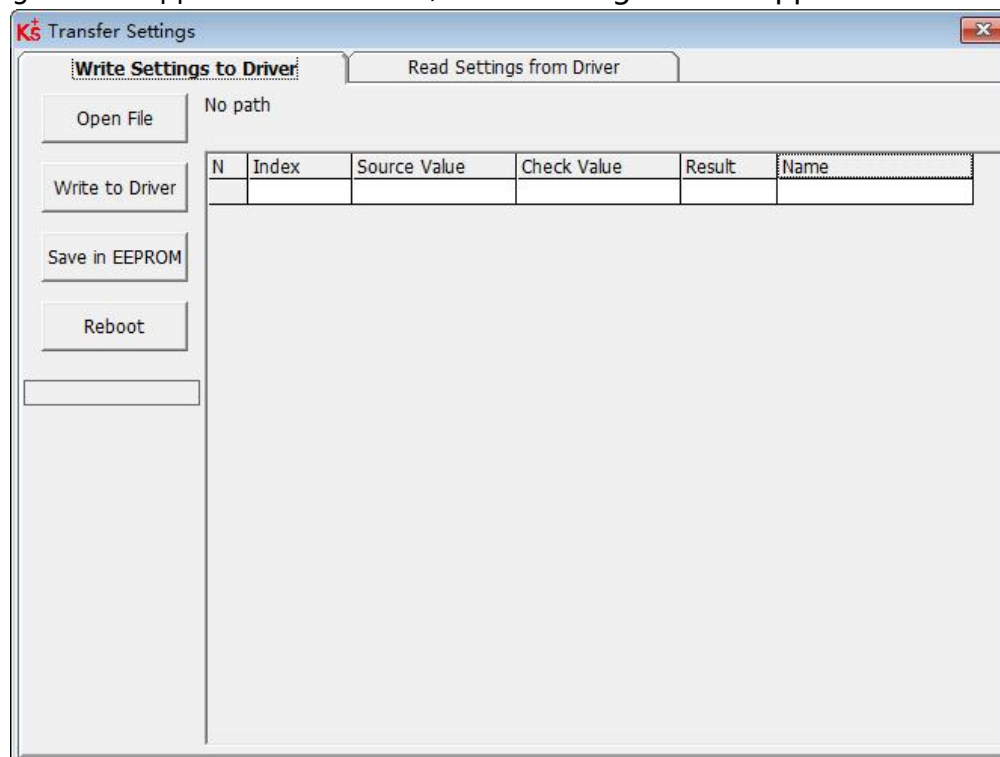 K5 Transfer Settings
Write Settings to Driver
Read Settings from Driver
Open File
No path
N Index Source Value Check Value Result Name
Write to Driver
Save in EEPROM
Reboot